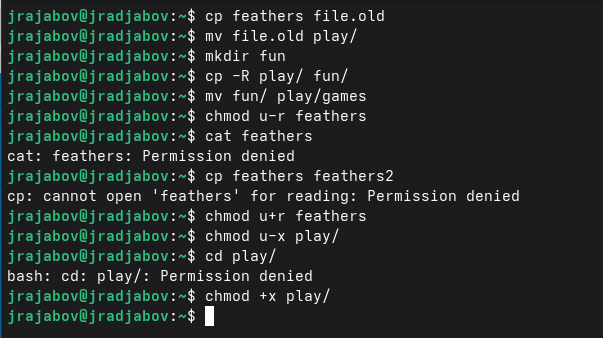 jrajabov@jradjabov:~$ cp feathers file.old
jrajabov@jradjabov:~$ mv file.old play/
jrajabov@jradjabov:~$ mkdir fun
jrajabov@jradjabov:~$ cp -R play/ fun/
jrajabov@jradjabov:~$ mv fun/ play/games
jrajabov@jradjabov:~$ chmod u-r feathers
jrajabov@jradjabov:~$ cat feathers
cat: feathers: Permission denied
jrajabov@jradjabov:~$ cp feathers feathers2
cp: cannot open 'feathers' for reading: Permission denied
jrajabov@jradjabov:~$ chmod u+r feathers
jrajabov@jradjabov:~$ chmod u-x play/
jrajabov@jradjabov:~$ cd play/
bash: cd: play/: Permission denied
jrajabov@jradjabov:~$ chmod +x play/
jrajabov@jradjabov:~$